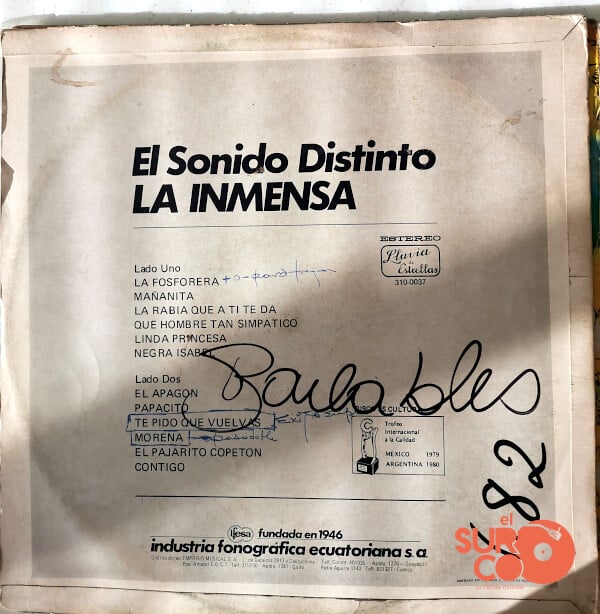 El Sonido Distinto
LA INMENSA
ESTEREO
Lluvia
de
Estrellas
310-0037
Lado Uno
LA FOSFORERA
MAÑANITA
LA RABIA QUE A TI TE DA
QUE HOMBRE TAN SIMPATICO
LINDA PRINCESA
NEGRA ISABEL
Bailables
Lado Dos
EL APAGON
PAPACITO
TE PIDO QUE VUELVAS
MORENA
EL PAJARITO COPETON
CONTIGO
Trofeo
Internacional
a la Calidad
MEXICO 1979
ARGENTINA 1980
82
ifesa fundada en 1946
industria fonográfica ecuatoriana s.a.
el
SURCO